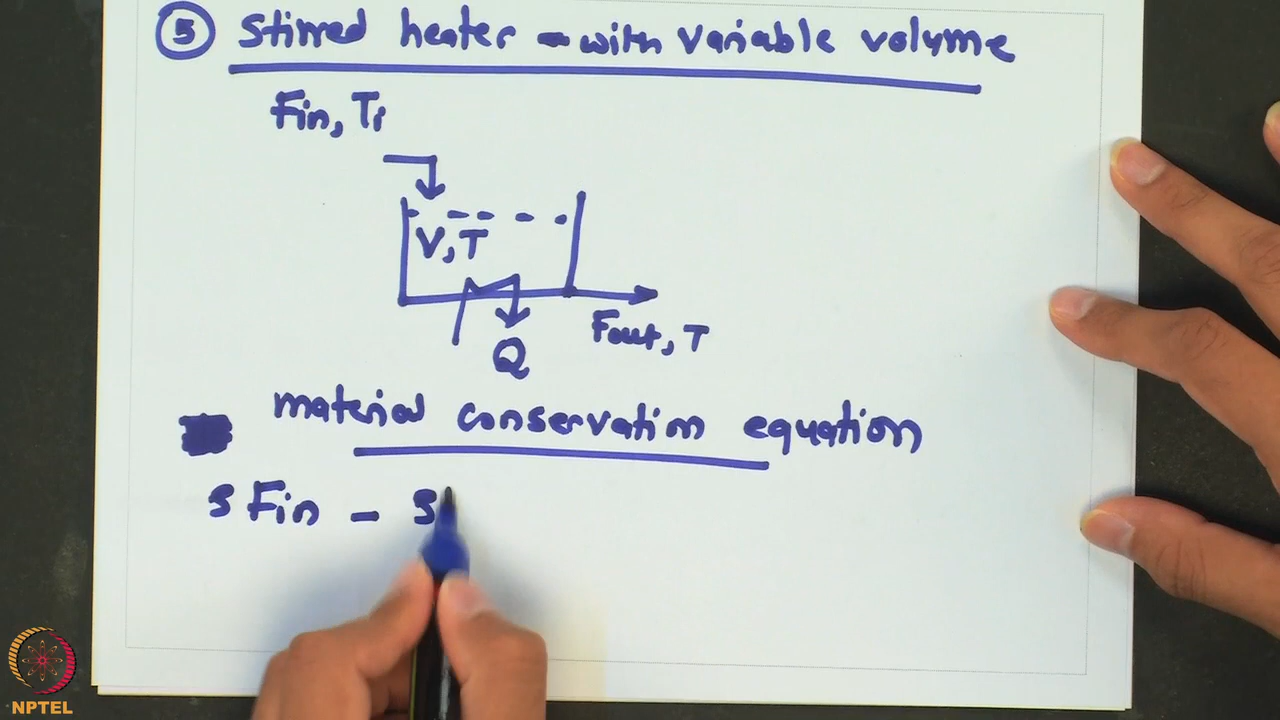 5 Stirred heater - with Variable volume
Fin, Ti
V, T
Fout, T
Q
material conservation equation
S Fin - S
NPTEL